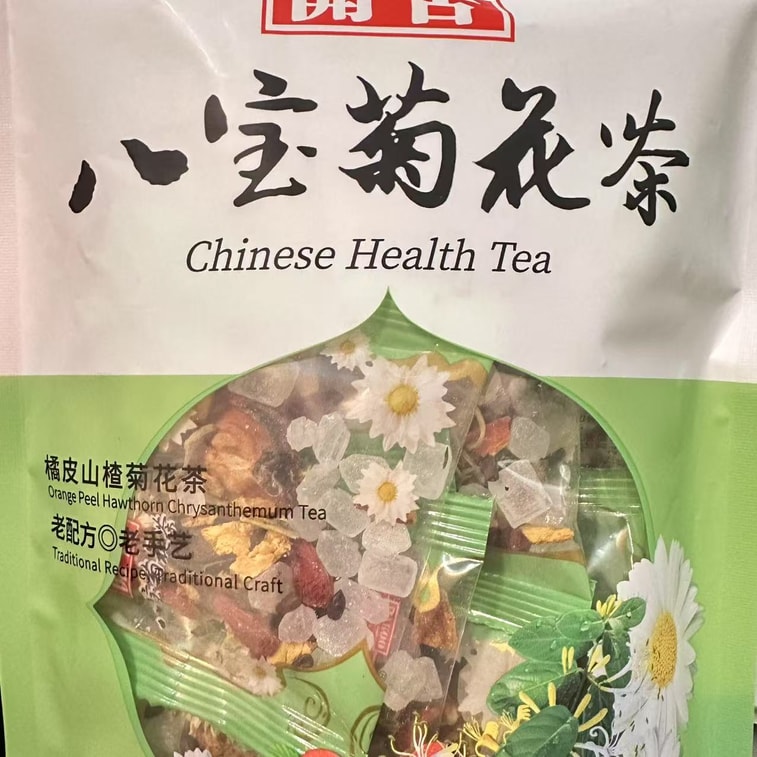 八宝菊花茶
Chinese Health Tea
橘皮山楂菊花茶
Orange Peel Hawthorn Chrysanthemum Tea
老配方◎老手艺
Traditional Recipe, Traditional Craft